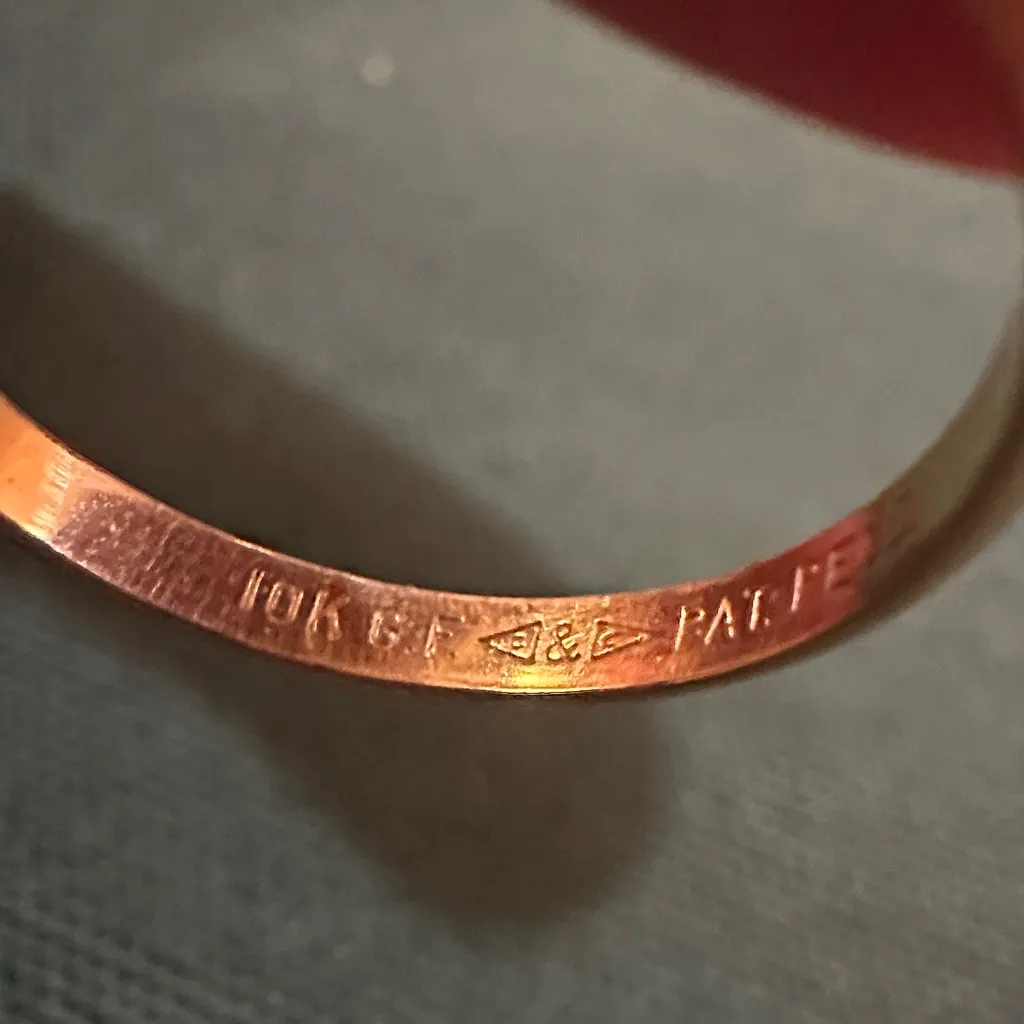 10K G.F. B&C PAT. PE